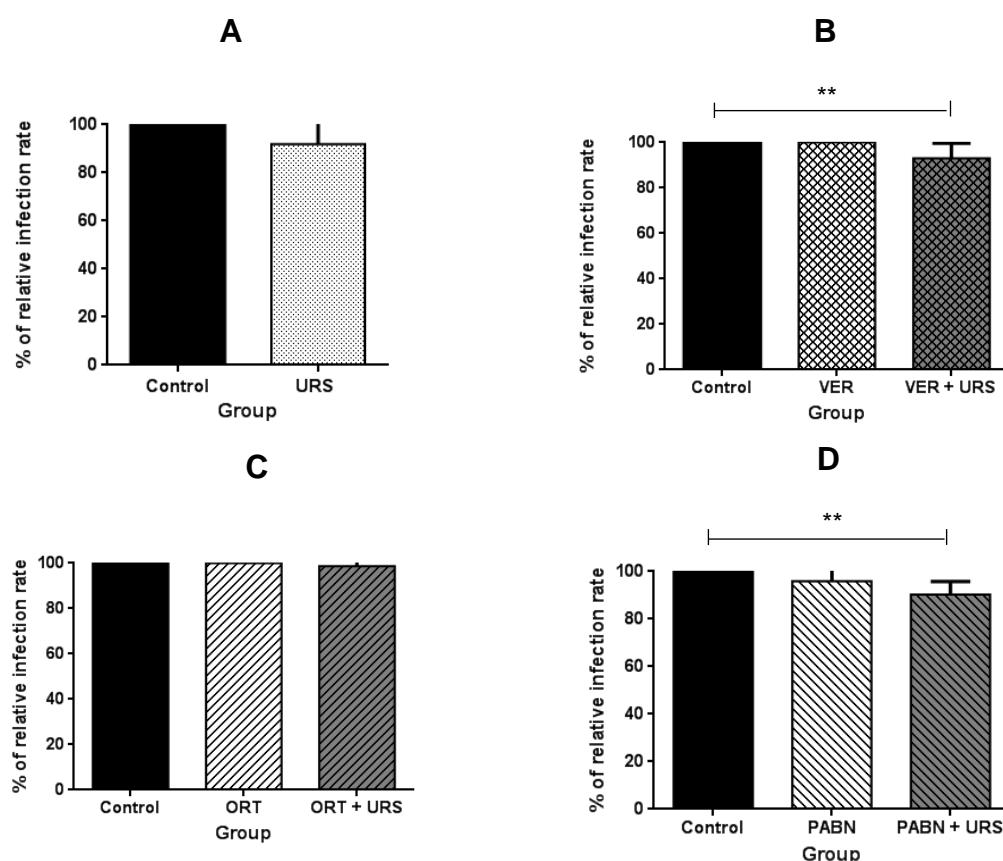 A
% of relative infection rate
100
80
60
40
20
0
Control URS
Group
B
**
% of relative infection rate
100
80
60
40
20
0
Control VER VER + URS
Group
C
% of relative infection rate
100
80
60
40
20
0
Control ORT ORT + URS
Group
D
**
% of relative infection rate
100
80
60
40
20
0
Control PABN PABN + URS
Group